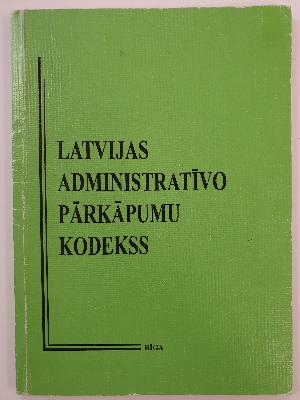 LATVIJAS
ADMINISTRATĪVO
PĀRKĀPUMU
KODEKSS
RĪGA